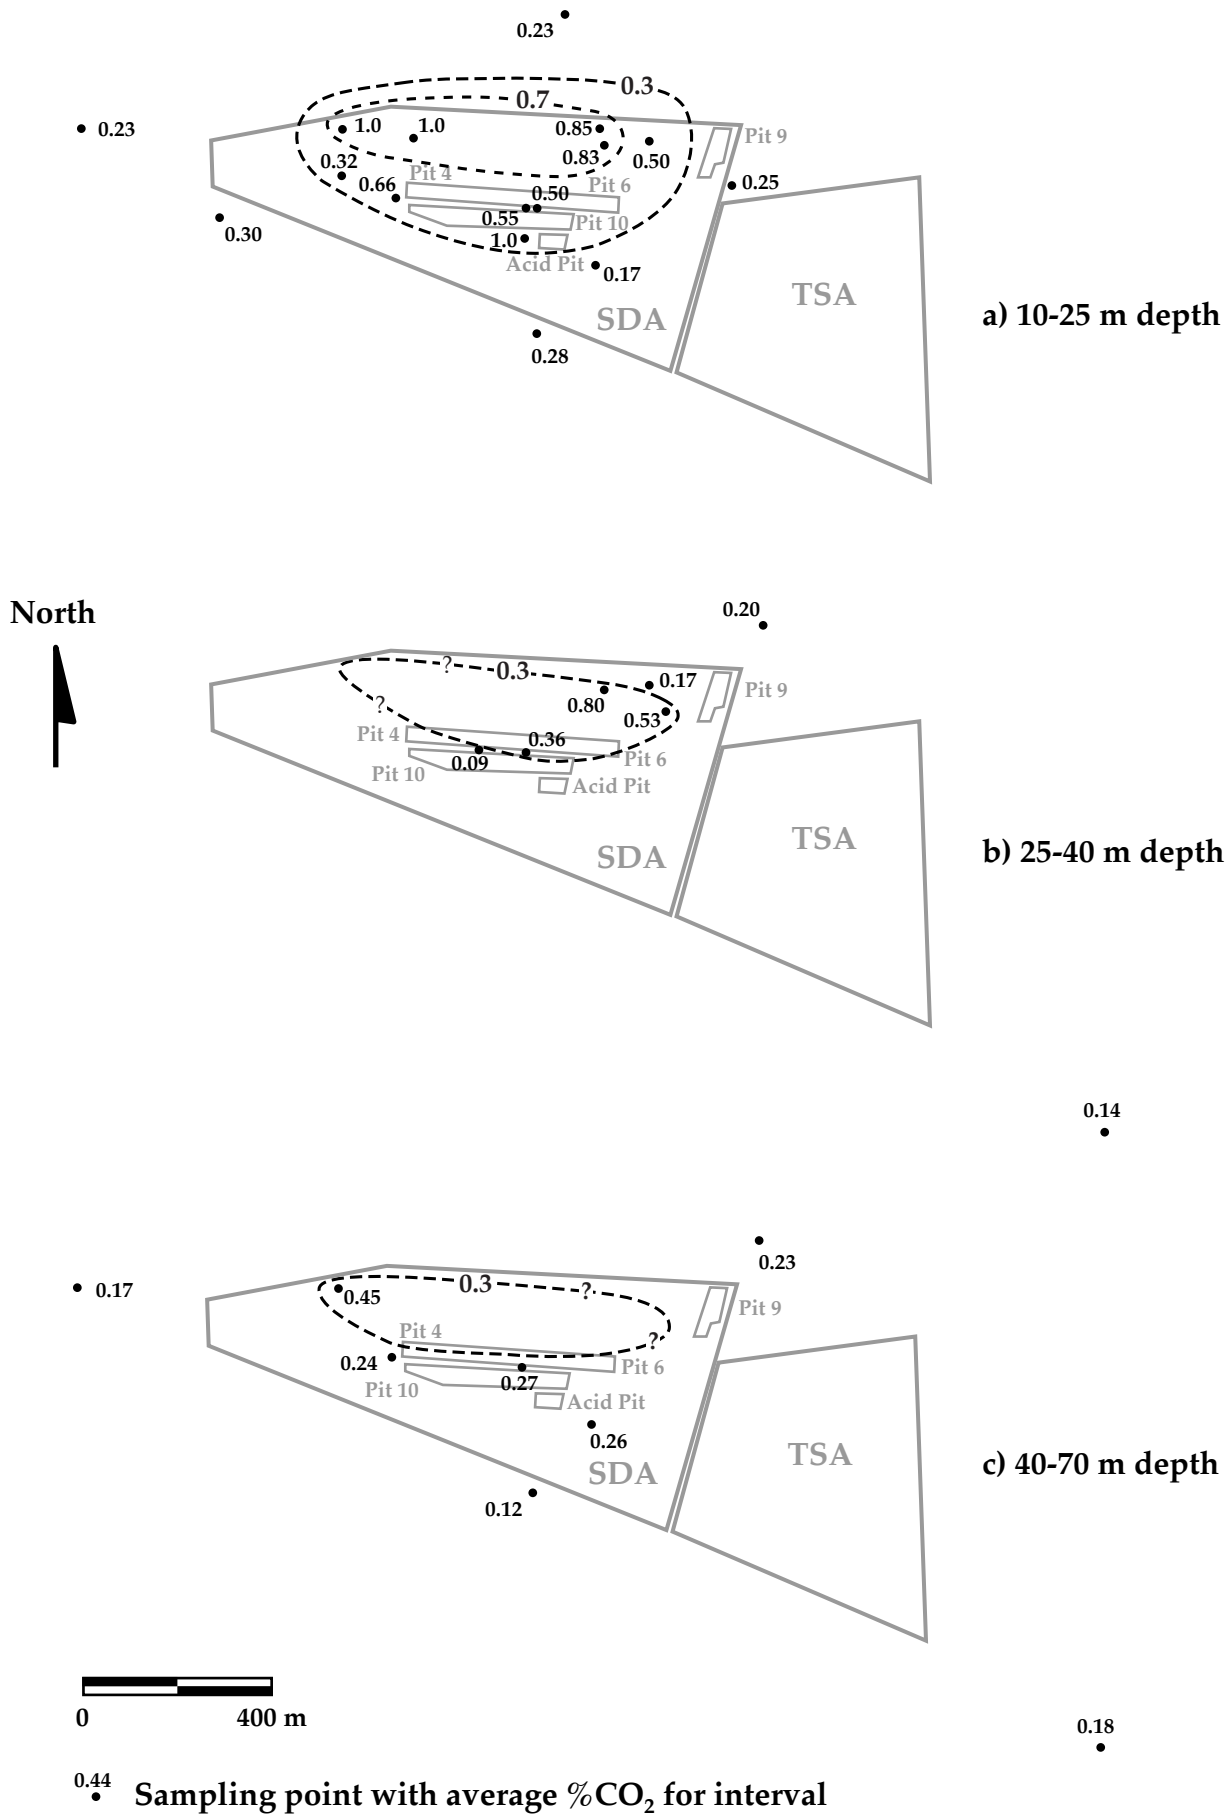 0.23
0.3
0.7
0.23
1.0
1.0
0.85
Pit 9
0.83
0.50
0.32
Pit 4
0.66
0.50
Pit 6
0.25
0.55
Pit 10
0.30
1.0
Acid Pit
0.17
TSA
SDA
a) 10-25 m depth
0.28
North
0.20
?
0.3
0.17
Pit 9
?
0.80
0.53
Pit 4
0.36
0.09
Pit 6
Pit 10
Acid Pit
TSA
SDA
b) 25-40 m depth
0.14
0.23
0.17
0.45
0.3
?
Pit 9
Pit 4
?
0.24
Pit 6
0.27
Pit 10
Acid Pit
0.26
TSA
SDA
c) 40-70 m depth
0.12
0
400 m
0.18
0.44
Sampling point with average %CO₂ for interval